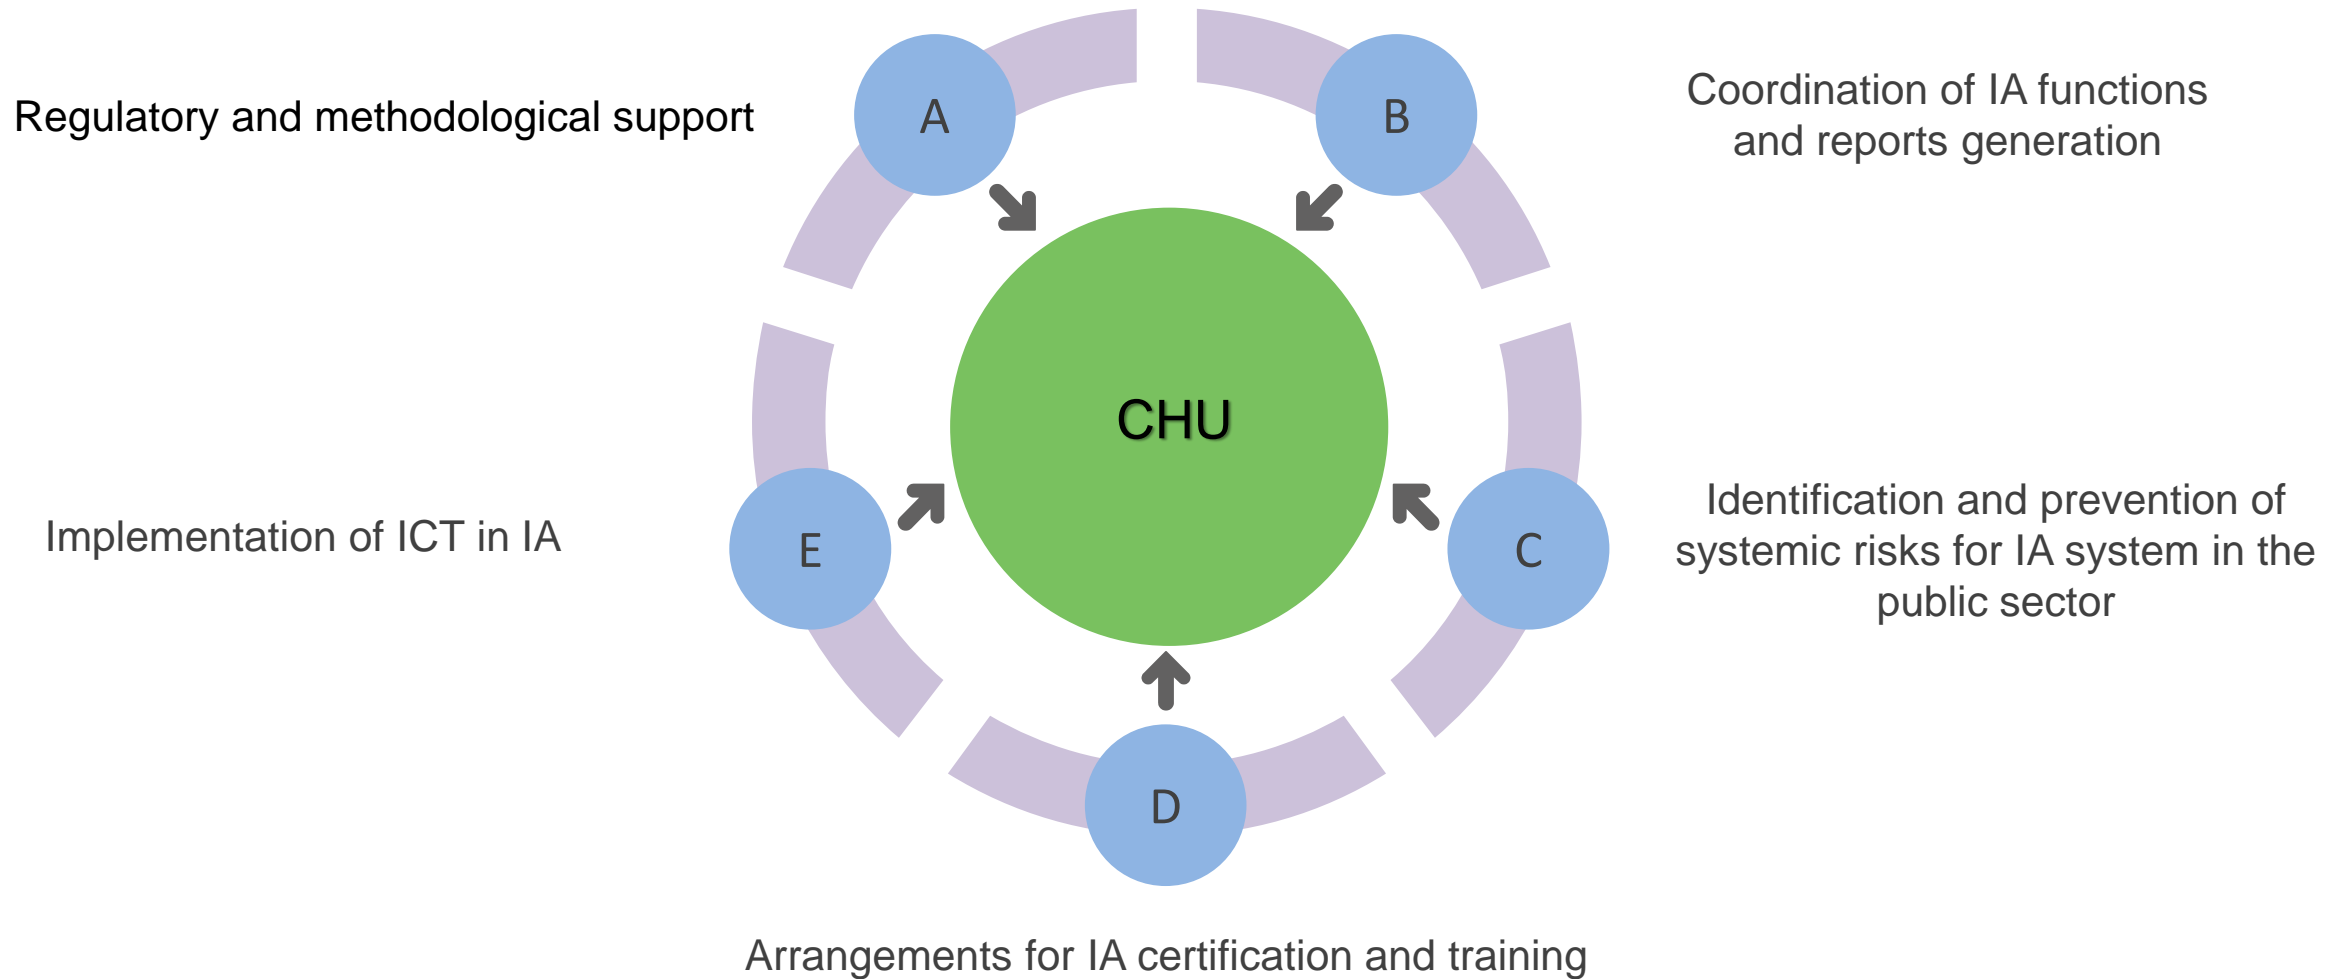 A
Regulatory and methodological support
B
Coordination of IA functions
and reports generation
CHU
C
Identification and prevention of
systemic risks for IA system in the
public sector
E
Implementation of ICT in IA
D
Arrangements for IA certification and training